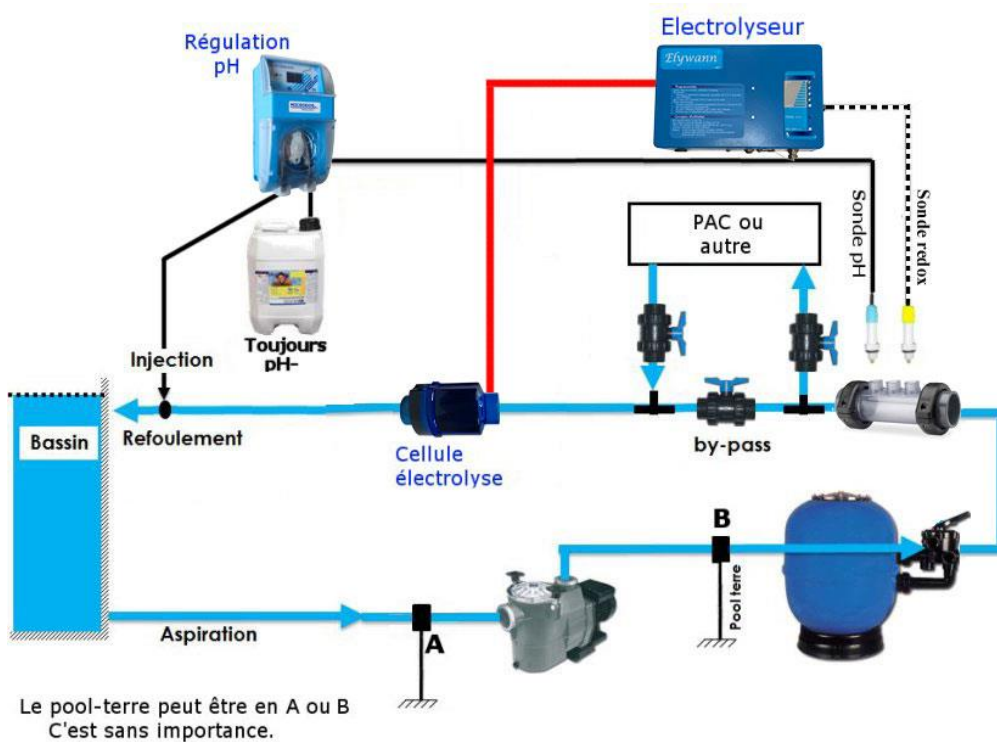 Electrolyseur
Régulation
pH
Elywann
PAC ou
autre
Sonde pH
Sonde redox
Toujours
pH-
Injection
Bassin
Refoulement
Cellule
électrolyse
by-pass
B
Pool terre
Aspiration
A
Le pool-terre peut être en A ou B
C'est sans importance.